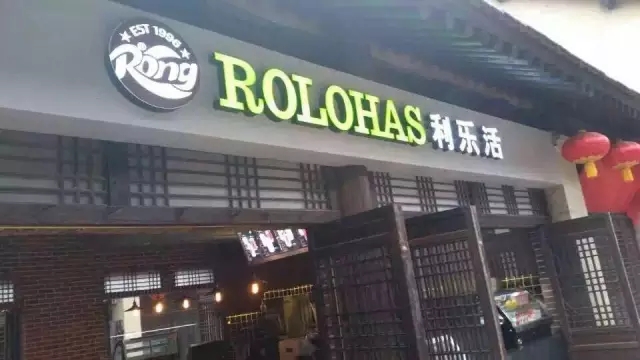 EST 1996
Rong
ROLOHAS 利乐活